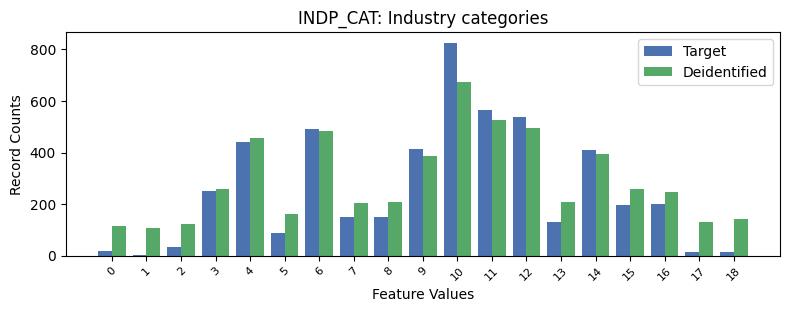 INDP_CAT: Industry categories
Target
Deidentified
Record Counts
800
600
400
200
0
0 1 2 3 4 5 6 7 8 9 10 11 12 13 14 15 16 17 18
Feature Values